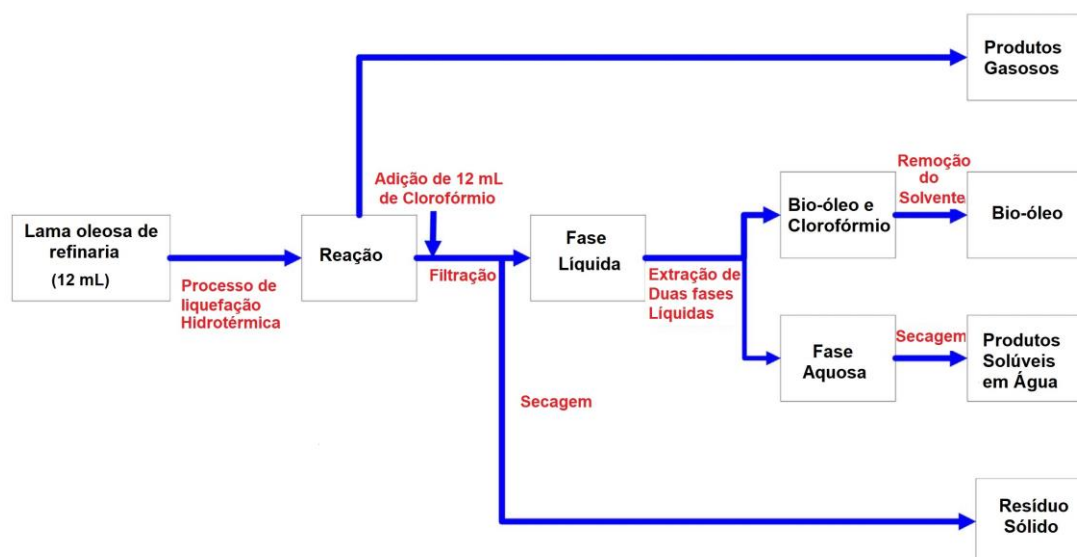 Produtos
Gasosos
Adição de 12 mL
de Clorofórmio
Remoção
do
Solvente
Lama oleosa de
refinaria
(12 mL)
Reação
Fase
Líquida
Bio-óleo e
Clorofórmio
Bio-óleo
Processo de
liquefação
Hidrotérmica
Filtração
Extração de
Duas fases
Líquidas
Fase
Aquosa
Secagem
Produtos
Solúveis
em Água
Secagem
Resíduo
Sólido